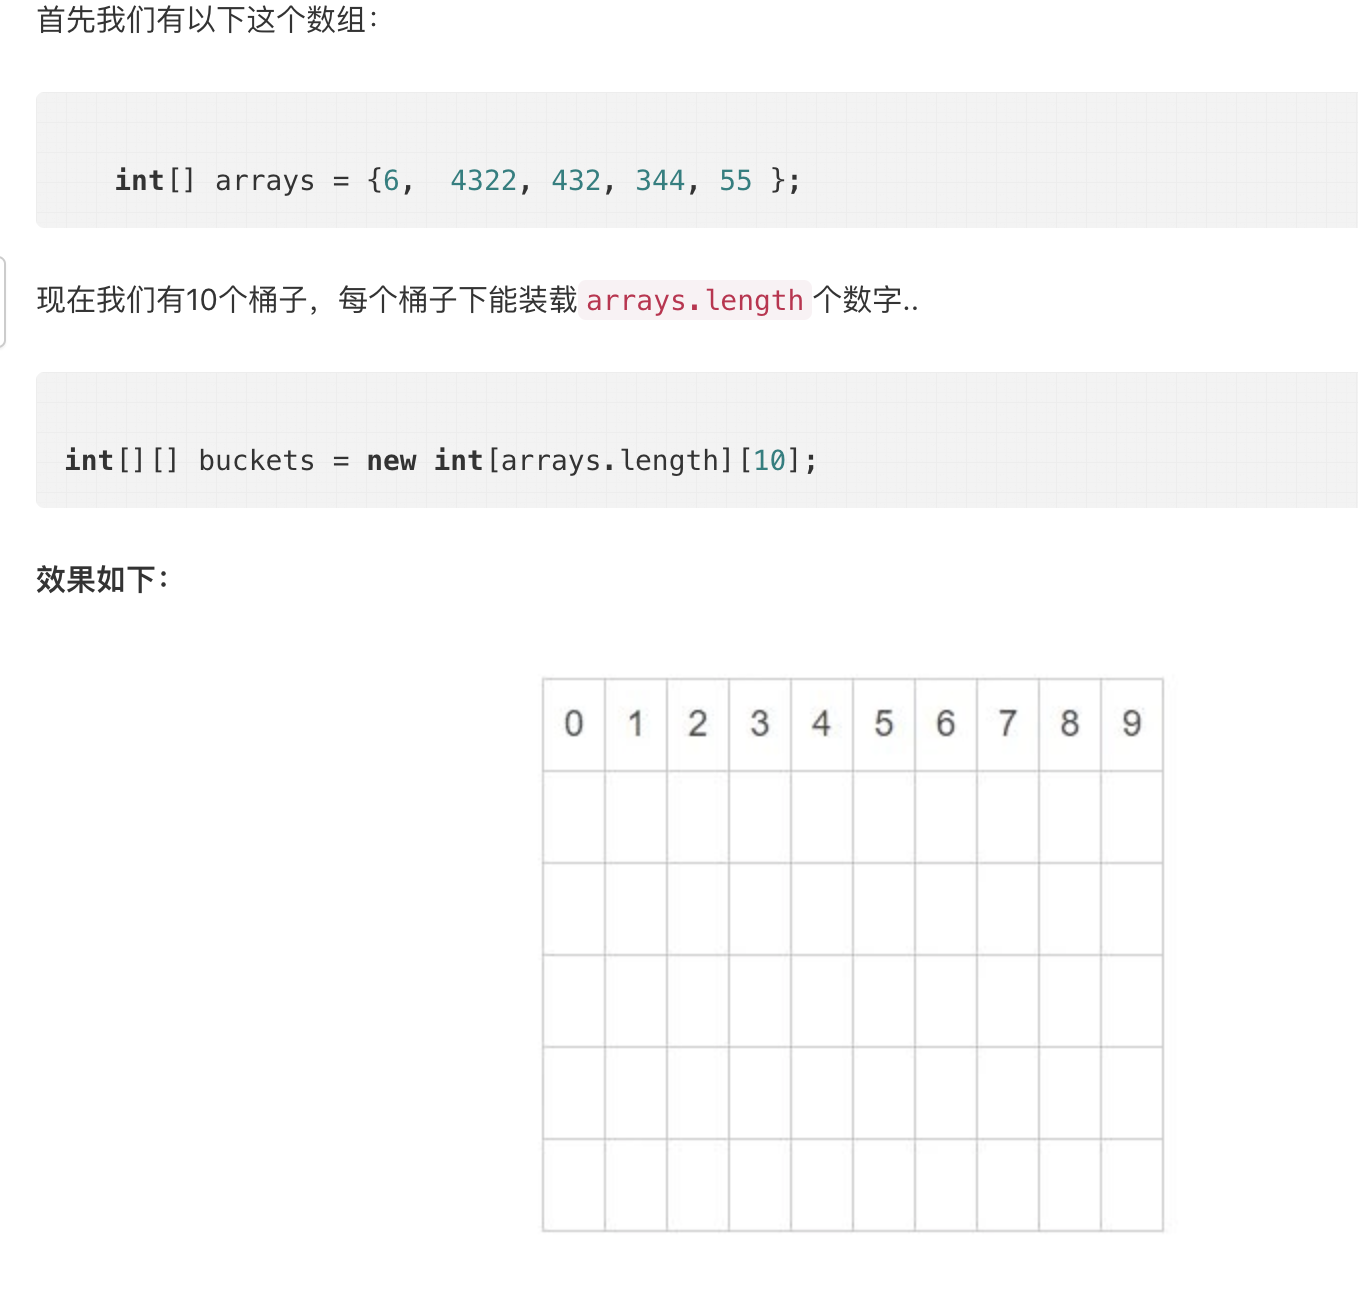 首先我们有以下这个数组：
int[] arrays = {6,  4322, 432, 344, 55 };
现在我们有10个桶子，每个桶子下能装载arrays.length个数字..
int[][] buckets = new int[arrays.length][10];
效果如下：
0 1 2 3 4 5 6 7 8 9